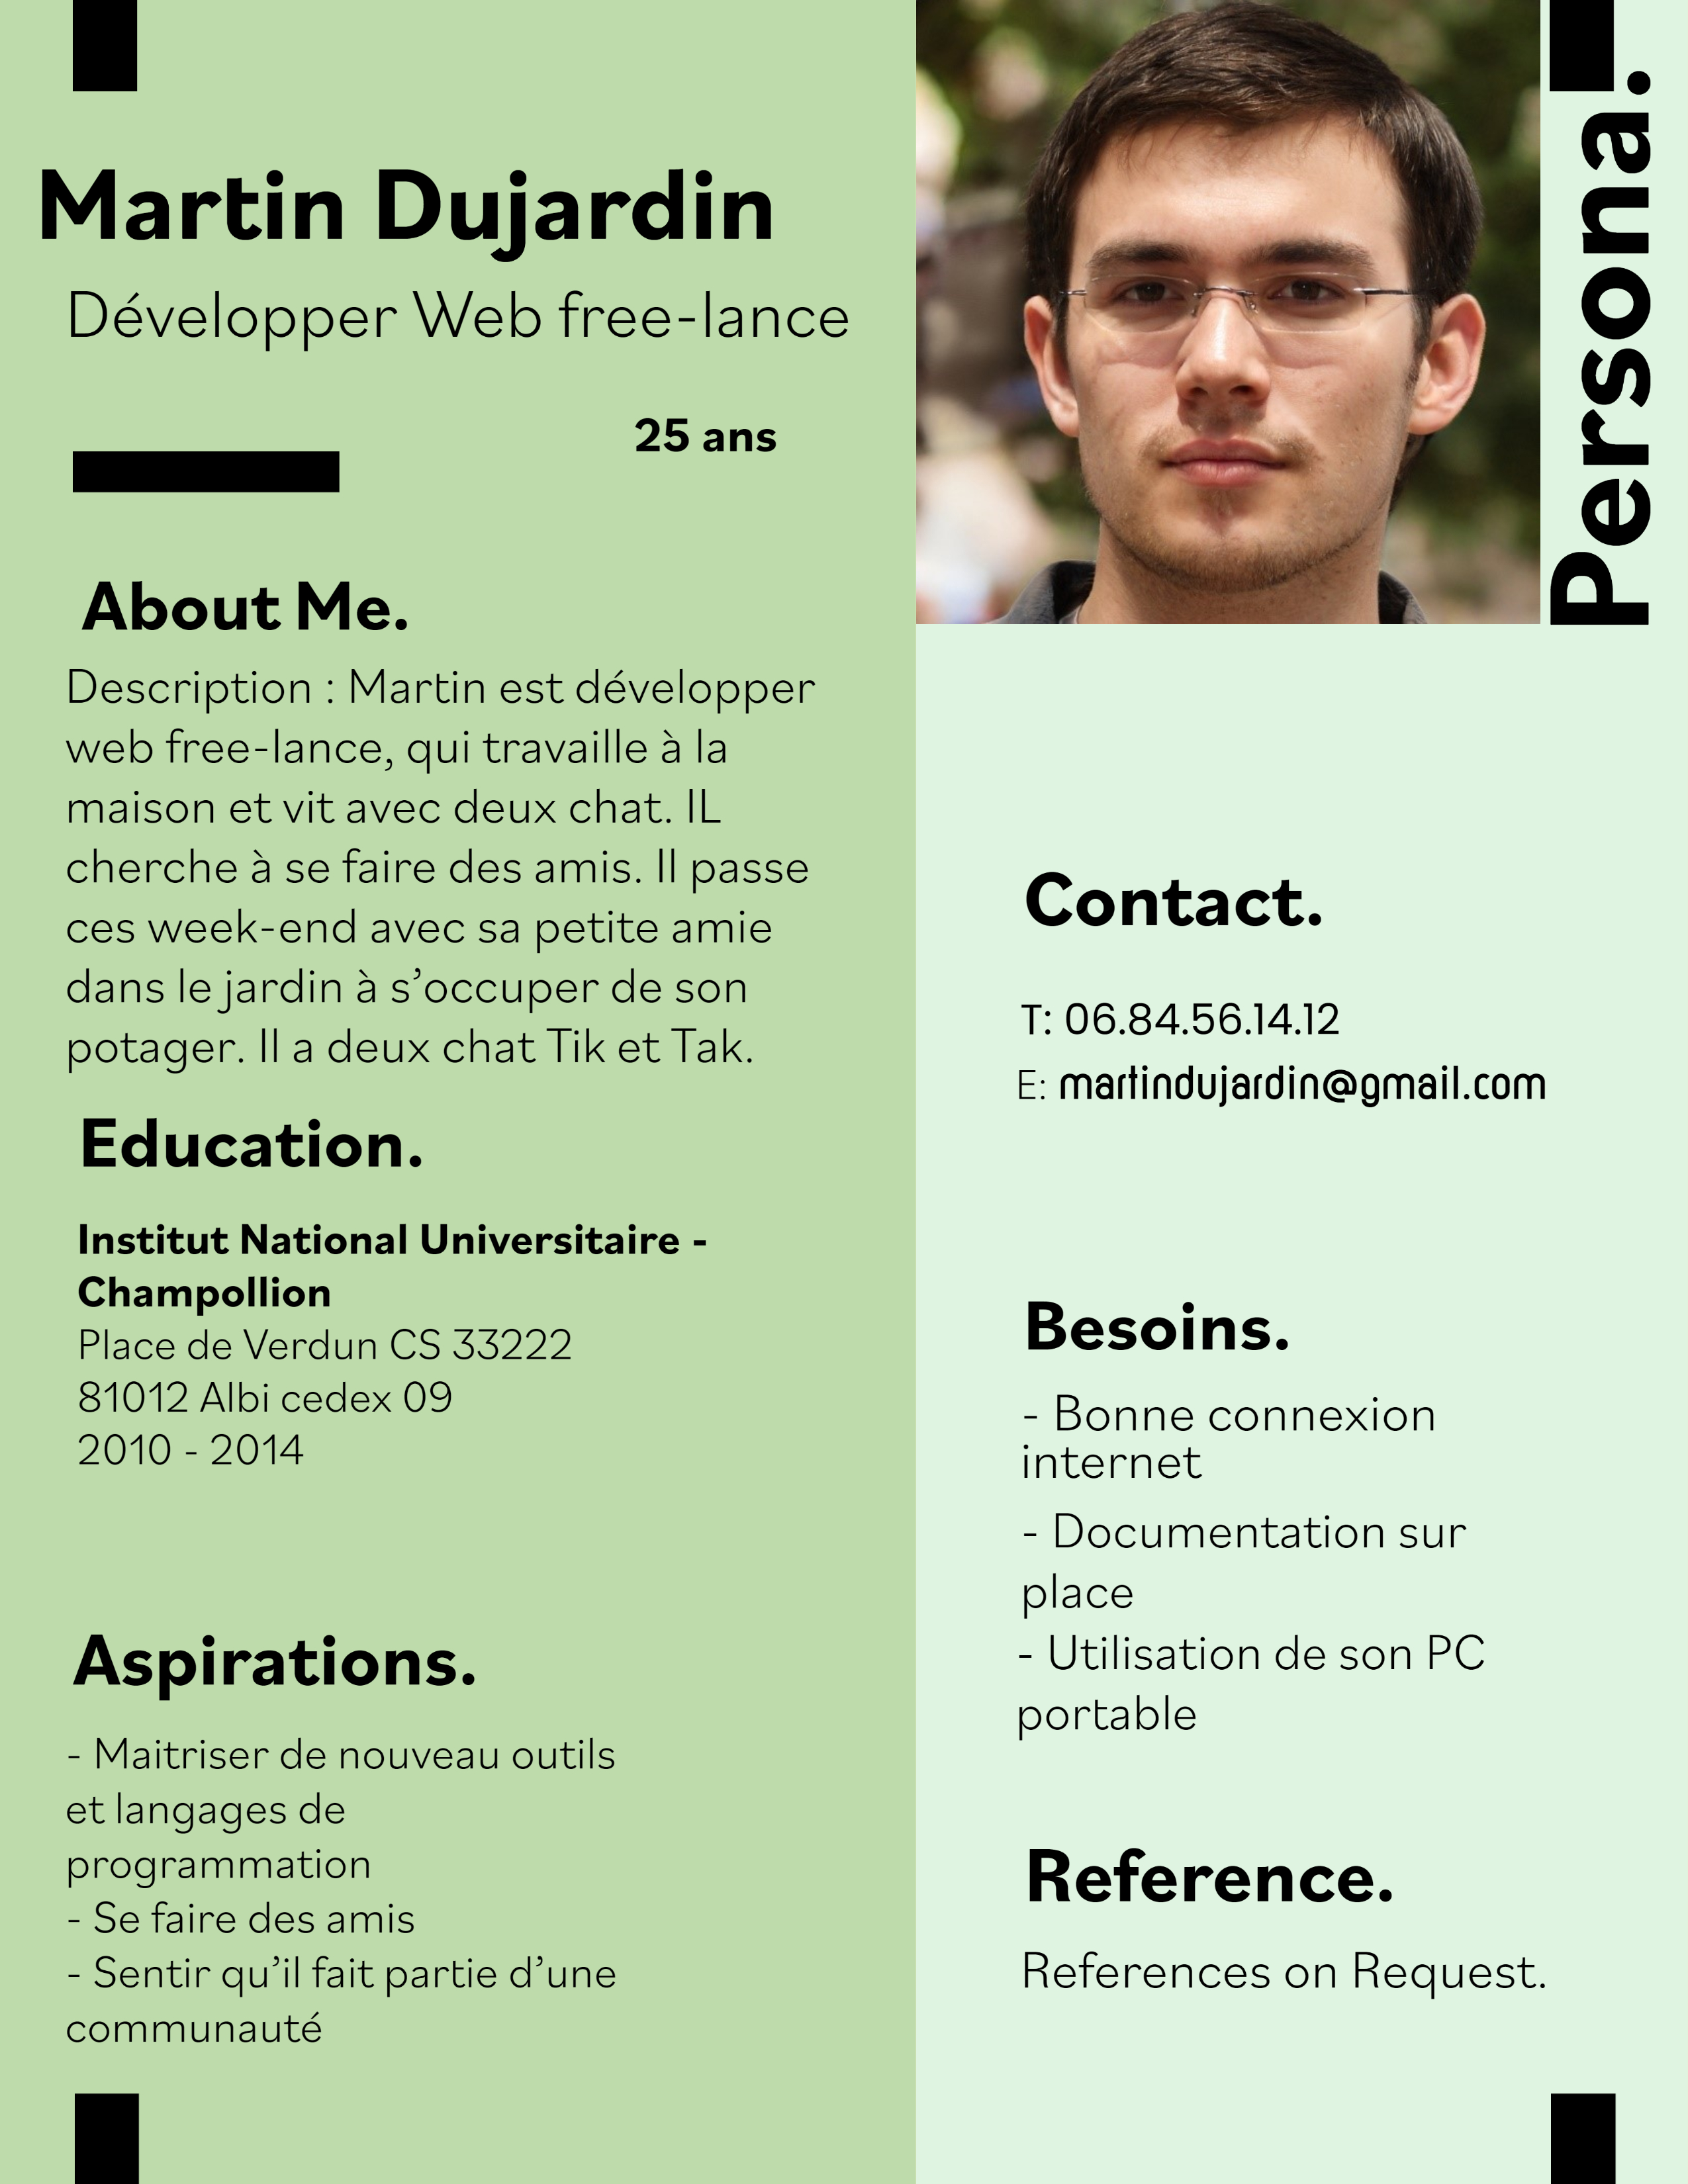 Martin Dujardin
Développer Web free-lance
25 ans
About Me.
Description : Martin est développer
web free-lance, qui travaille à la
maison et vit avec deux chat. IL
cherche à se faire des amis. Il passe
ces week-end avec sa petite amie
dans le jardin à s’occuper de son
potager. Il a deux chat Tik et Tak.
Education.
Institut National Universitaire -
Champollion
Place de Verdun CS 33222
81012 Albi cedex 09
2010 - 2014
Aspirations.
- Maitriser de nouveau outils
et langages de
programmation
- Se faire des amis
- Sentir qu’il fait partie d’une
communauté
Persona.
Contact.
T: 06.84.56.14.12
E: martindujardin@gmail.com
Besoins.
- Bonne connexion
internet
- Documentation sur
place
- Utilisation de son PC
portable
Reference.
References on Request.